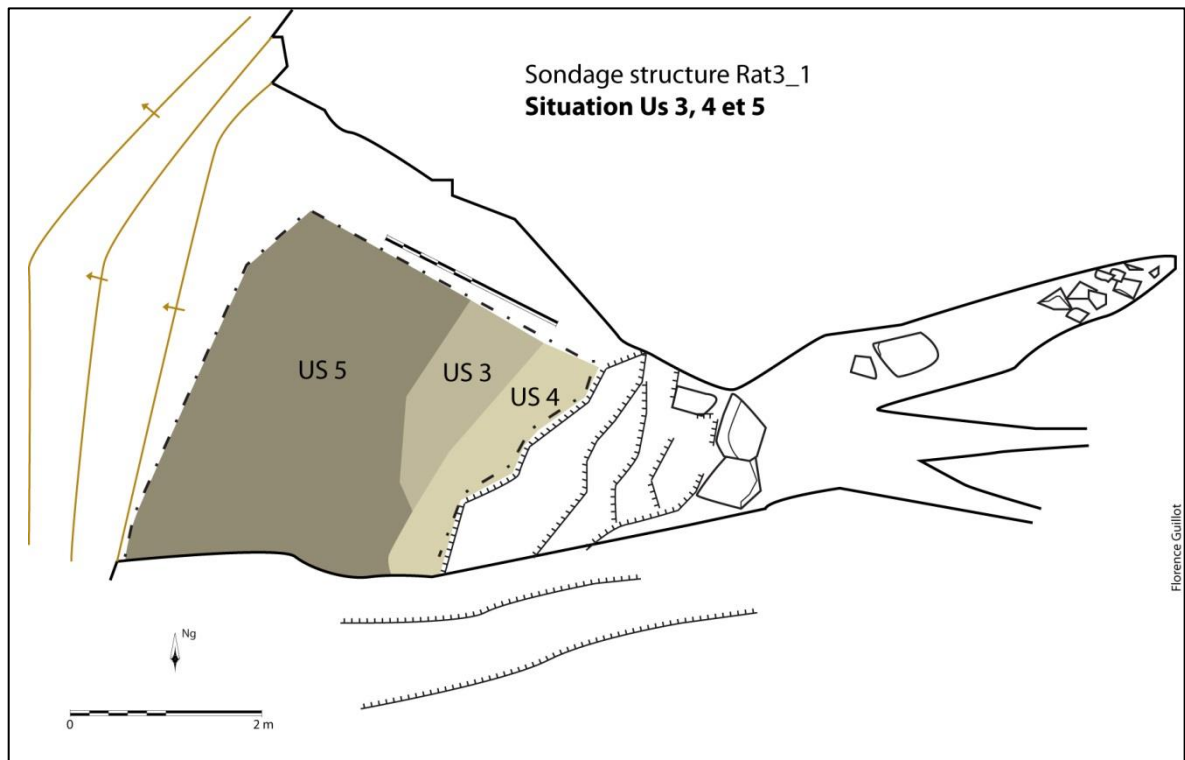 Sondage structure Rat3_1
Situation Us 3, 4 et 5
US 5
US 3
US 4
Florence Guillot
Ng
0 2 m